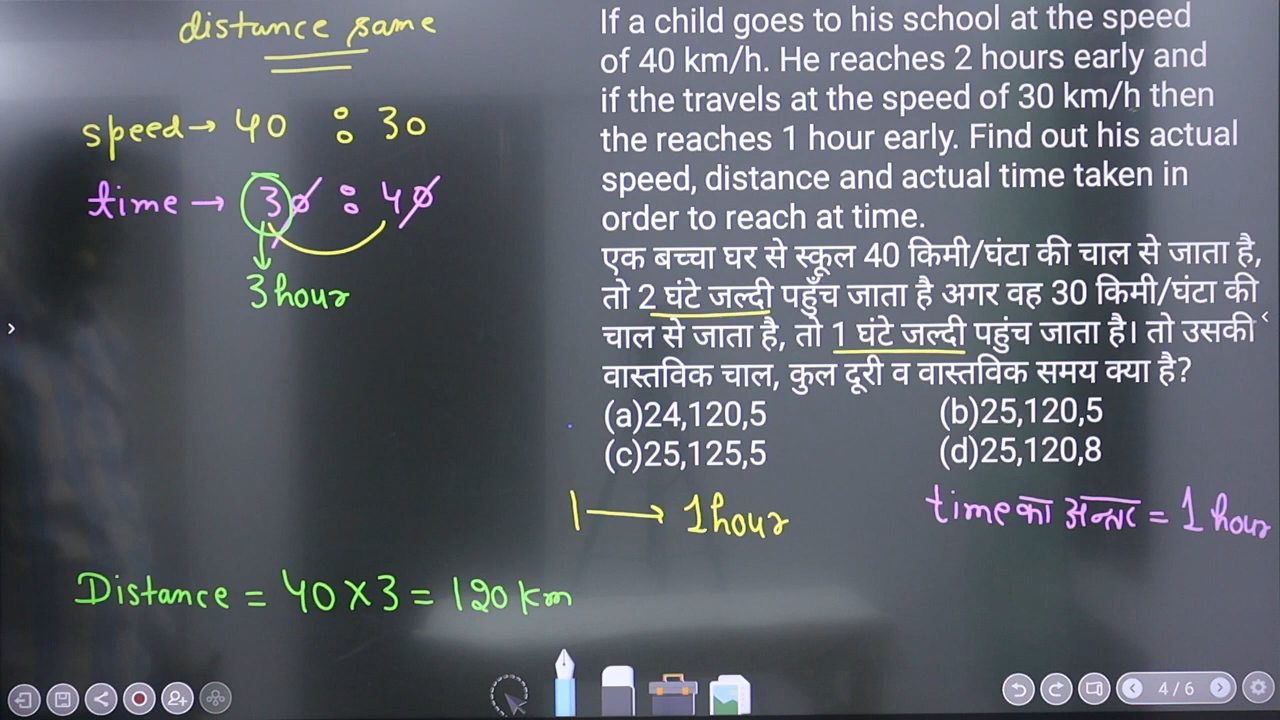 distance same
speed→ 40 : 30
time → 30 : 40
3hour
If a child goes to his school at the speed
of 40 km/h. He reaches 2 hours early and
if the travels at the speed of 30 km/h then
the reaches 1 hour early. Find out his actual
speed, distance and actual time taken in
order to reach at time.
एक बच्चा घर से स्कूल 40 किमी/घंटा की चाल से जाता है,
तो 2 घंटे जल्दी पहुँच जाता है अगर वह 30 किमी/घंटा की
चाल से जाता है, तो 1 घंटे जल्दी पहुंच जाता है। तो उसकी
वास्तविक चाल, कुल दूरी व वास्तविक समय क्या है?
(a)24,120,5 (b)25,120,5
(c)25,125,5 (d)25,120,8
1 → 1hour
time का अन्तर = 1 hour
Distance = 40×3 = 120 km
4/6